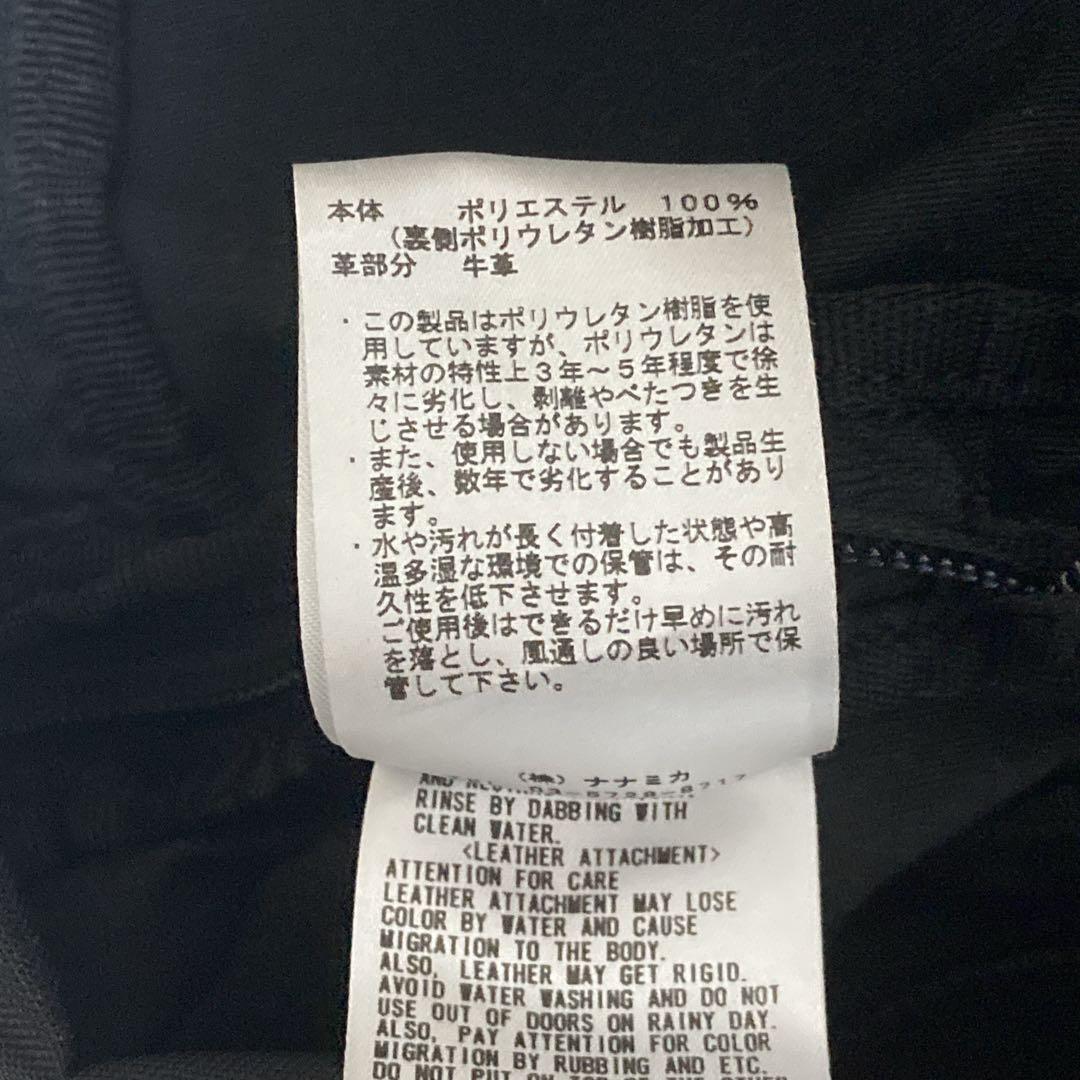 本体 ポリエステル 100%
(裏側ポリウレタン樹脂加工)
革部分 牛革
・この製品はポリウレタン樹脂を使
用していますが、ポリウレタンは
素材の特性上3年～5年程度で徐
々に劣化し、剥離やべたつきを生
じさせる場合があります。
・また、使用しない場合でも製品生
産後、数年で劣化することがあり
ます。
・水や汚れが長く付着した状態や高
温多湿な環境での保管は、その耐
久性を低下させます。
ご使用後はできるだけ早めに汚れ
を落とし、風通しの良い場所で保
管して下さい。
(株)ナナミカ
AND
RINSE BY DABBING WITH
CLEAN WATER.
<LEATHER ATTACHMENT>
ATTENTION FOR CARE
LEATHER ATTACHMENT MAY LOSE
COLOR BY WATER AND CAUSE
MIGRATION TO THE BODY.
ALSO, LEATHER MAY GET RIGID.
AVOID WATER WASHING AND DO NOT
USE OUT OF DOORS ON RAINY DAY.
ALSO, PAY ATTENTION FOR COLOR
MIGRATION BY RUBBING AND ETC.
DO NOT PUT ON TOP OF THE OTHER